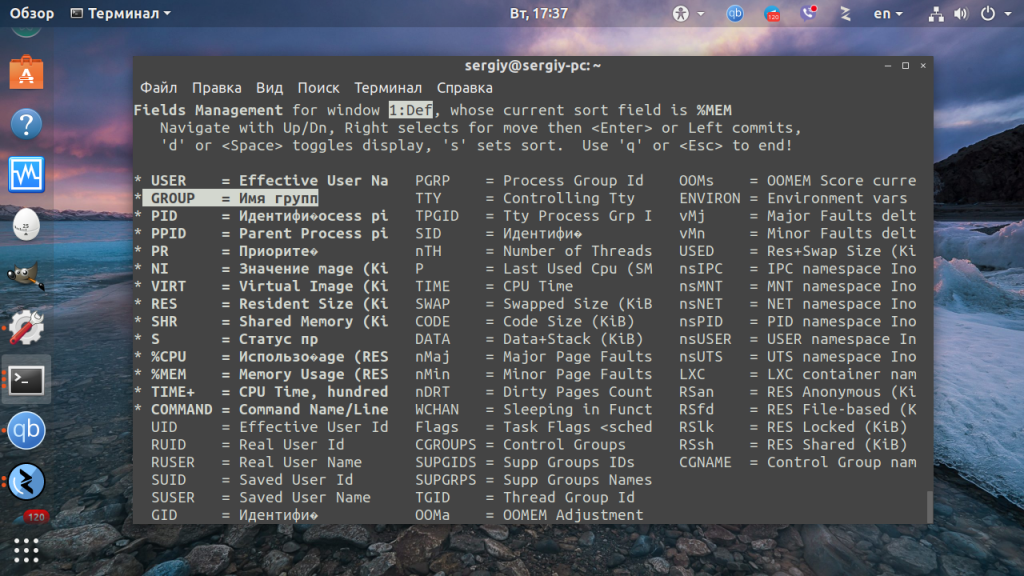 Обзор Терминал Вт, 17:37 en
sergiy@sergiy-pc: ~
Файл Правка Вид Поиск Терминал Справка
Fields Management for window 1:Def, whose current sort field is %MEM
Navigate with Up/Dn, Right selects for move then <Enter> or Left commits,
'd' or <Space> toggles display, 's' sets sort. Use 'q' or <Esc> to end!
* USER = Effective User Na PGRP = Process Group Id OOMs = OOMEM Score curre
* GROUP = Имя групп TTY = Controlling Tty ENVIRON = Environment vars
* PID = Идентифи�оcess pi TPGID = Tty Process Grp I vMj = Major Faults delt
* PPID = Parent Process pi SID = Идентифи� vMn = Minor Faults delt
* PR = Приорите� nTH = Number of Threads USED = Res+Swap Size (Ki
* NI = Значение mage (Ki P = Last Used Cpu (SM nsIPC = IPC namespace Ino
* VIRT = Virtual Image (Ki TIME = CPU Time nsMNT = MNT namespace Ino
* RES = Resident Size (Ki SWAP = Swapped Size (KiB nsNET = NET namespace Ino
* SHR = Shared Memory (Ki CODE = Code Size (KiB) nsPID = PID namespace Ino
* S = Статус пр DATA = Data+Stack (KiB) nsUSER = USER namespace In
* %CPU = Использо�age (RES nMaj = Major Page Faults nsUTS = UTS namespace Ino
* %MEM = Memory Usage (RES nMin = Minor Page Faults LXC = LXC container nam
* TIME+ = CPU Time, hundred nDRT = Dirty Pages Count RSan = RES Anonymous (Ki
* COMMAND = Command Name/Line WCHAN = Sleeping in Funct RSfd = RES File-based (K
UID = Effective User Id Flags = Task Flags <sched RSlk = RES Locked (KiB)
RUID = Real User Id CGROUPS = Control Groups RSsh = RES Shared (KiB)
RUSER = Real User Name SUPGIDS = Supp Groups IDs CGNAME = Control Group nam
SUID = Saved User Id SUPGRPS = Supp Groups Names
SUSER = Saved User Name TGID = Thread Group Id
GID = Идентифи� OOMa = OOMEM Adjustment
qb
120